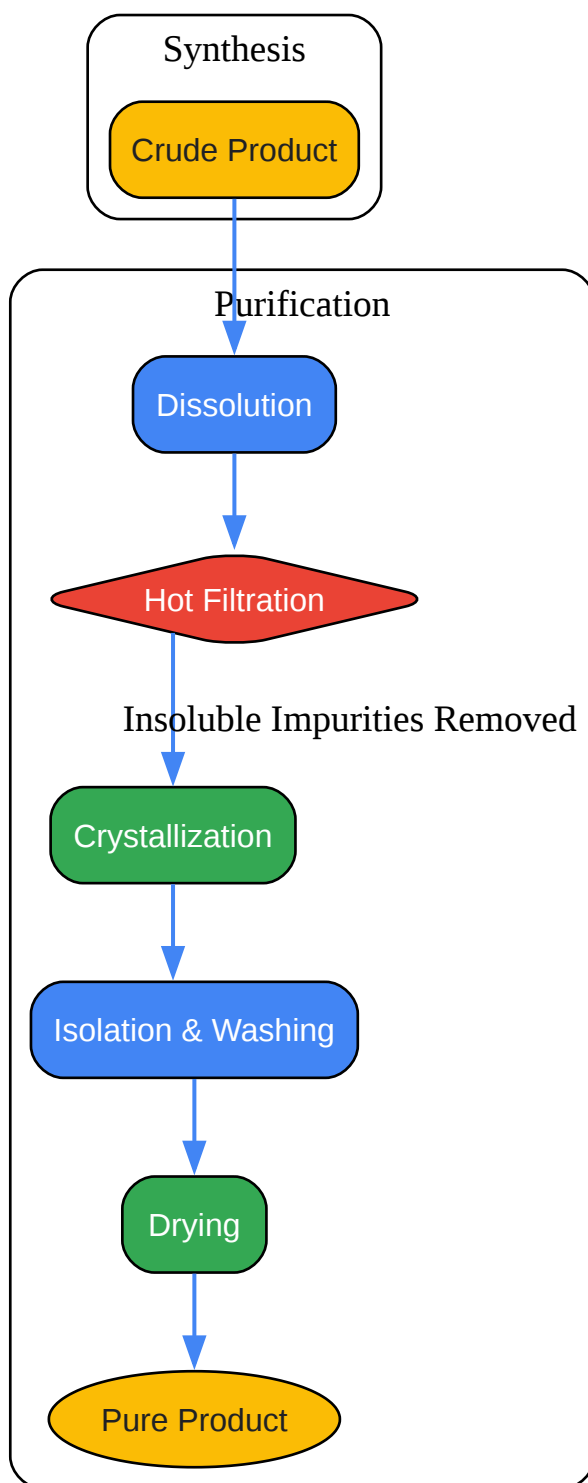 Synthesis
Crude Product
Purification
Dissolution
Hot Filtration
Insoluble Impurities Removed
Crystallization
Isolation & Washing
Drying
Pure Product